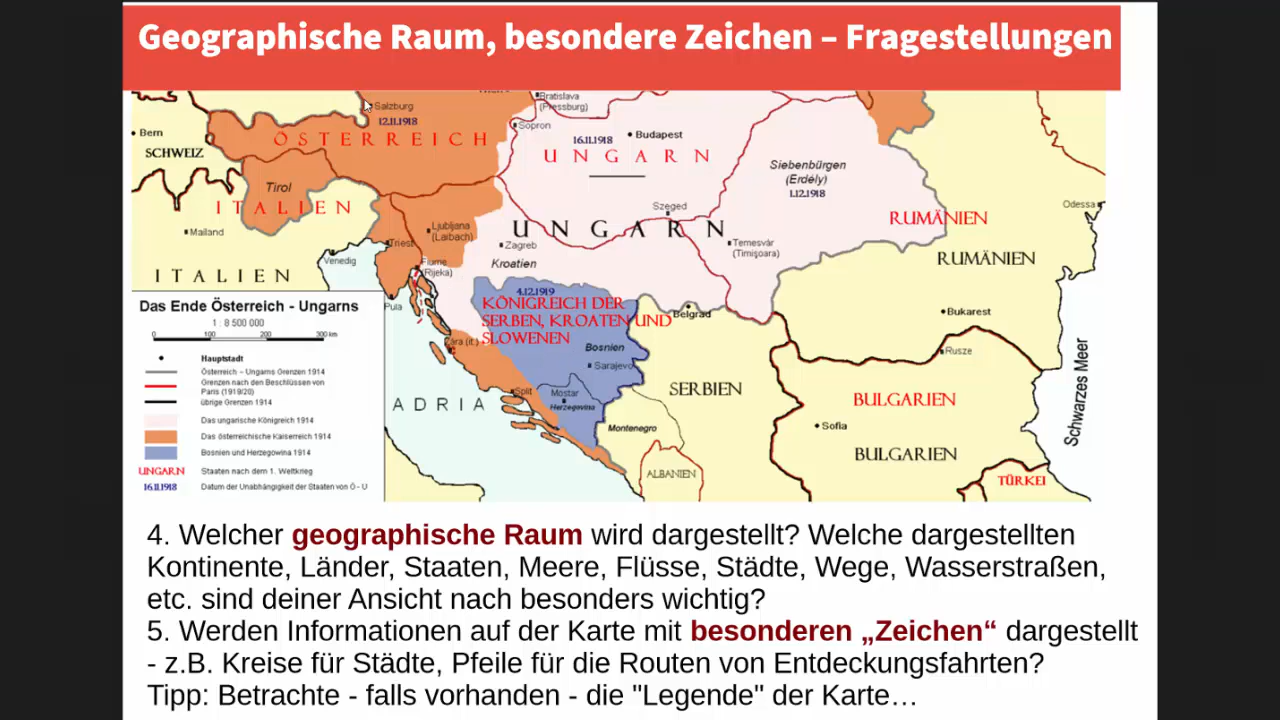 Geographische Raum, besondere Zeichen – Fragestellungen
Bratislava
(Pressburg)
Salzburg
12.11.1918
Sopron
Bern
ÖSTERREICH
16.11.1918
Budapest
SCHWEIZ
UNGARN
Siebenbürgen
(Erdély)
1.12.1918
Tirol
ITALIEN
Szeged
Odessa
RUMÄNIEN
Mailand
Ljubljana
(Laibach)
UNGARN
Triest
Zagreb
Temesvár
(Timişoara)
Venedig
Fiume
(Rijeka)
Kroatien
RUMÄNIEN
ITALIEN
4.12.1919
KÖNIGREICH DER
SERBEN, KROATEN UND
SLOWENEN
Das Ende Österreich - Ungarns
Pula
Belgrad
Bukarest
1 : 8 500 000
0 100 200 300 km
Zára (it.)
Bosnien
Rusze
Hauptstadt
Sarajevo
Schwarzes Meer
Österreich – Ungarns Grenzen 1914
Grenzen nach den Beschlüssen von
Paris (1919/20)
übrige Grenzen 1914
Split
Mostar
SERBIEN
BULGARIEN
ADRIA
Herzegowina
Das ungarische Königreich 1914
Montenegro
Sofia
Das österreichische Kaiserreich 1914
Bosnien und Herzegowina 1914
BULGARIEN
UNGARN Staaten nach dem 1. Weltkrieg
ALBANIEN
TÜRKEI
16.11.1918 Datum der Unabhängigkeit der Staaten von Ö - U
4. Welcher geographische Raum wird dargestellt? Welche dargestellten
Kontinente, Länder, Staaten, Meere, Flüsse, Städte, Wege, Wasserstraßen,
etc. sind deiner Ansicht nach besonders wichtig?
5. Werden Informationen auf der Karte mit besonderen „Zeichen“ dargestellt
- z.B. Kreise für Städte, Pfeile für die Routen von Entdeckungsfahrten?
Tipp: Betrachte - falls vorhanden - die "Legende" der Karte…